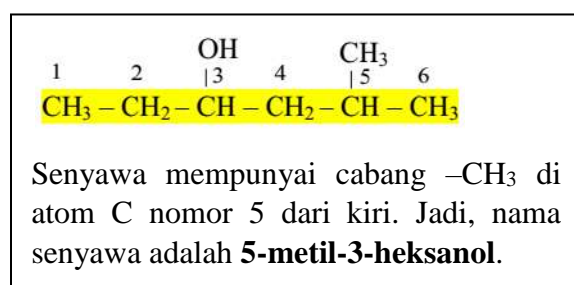 OH CH₃
1 2 |3 4 |5 6
CH₃ – CH₂ – CH – CH₂ – CH – CH₃
Senyawa mempunyai cabang –CH₃ di
atom C nomor 5 dari kiri. Jadi, nama
senyawa adalah 5-metil-3-heksanol.